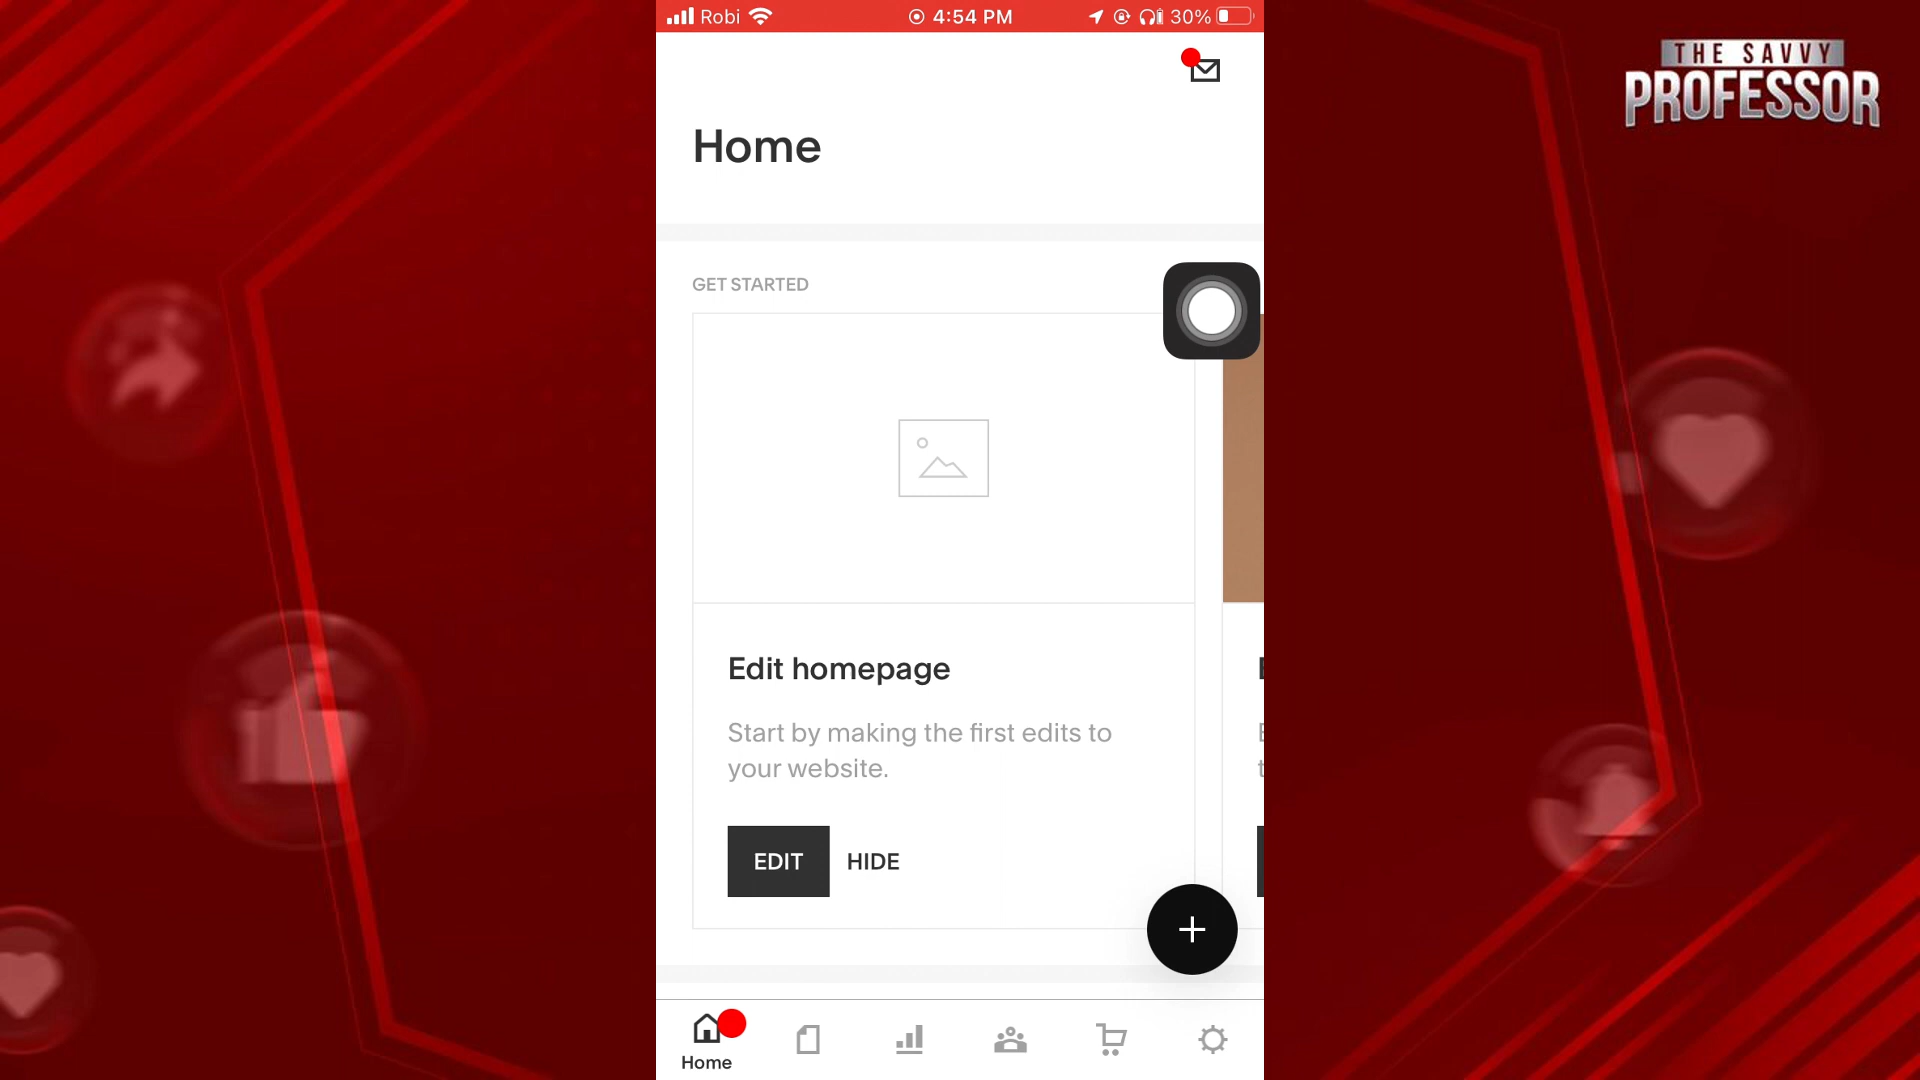 Robi
4:54 PM
30%
THE SAVVY
PROFESSOR
Home
GET STARTED
Edit homepage
Start by making the first edits to
your website.
EDIT
HIDE
Home